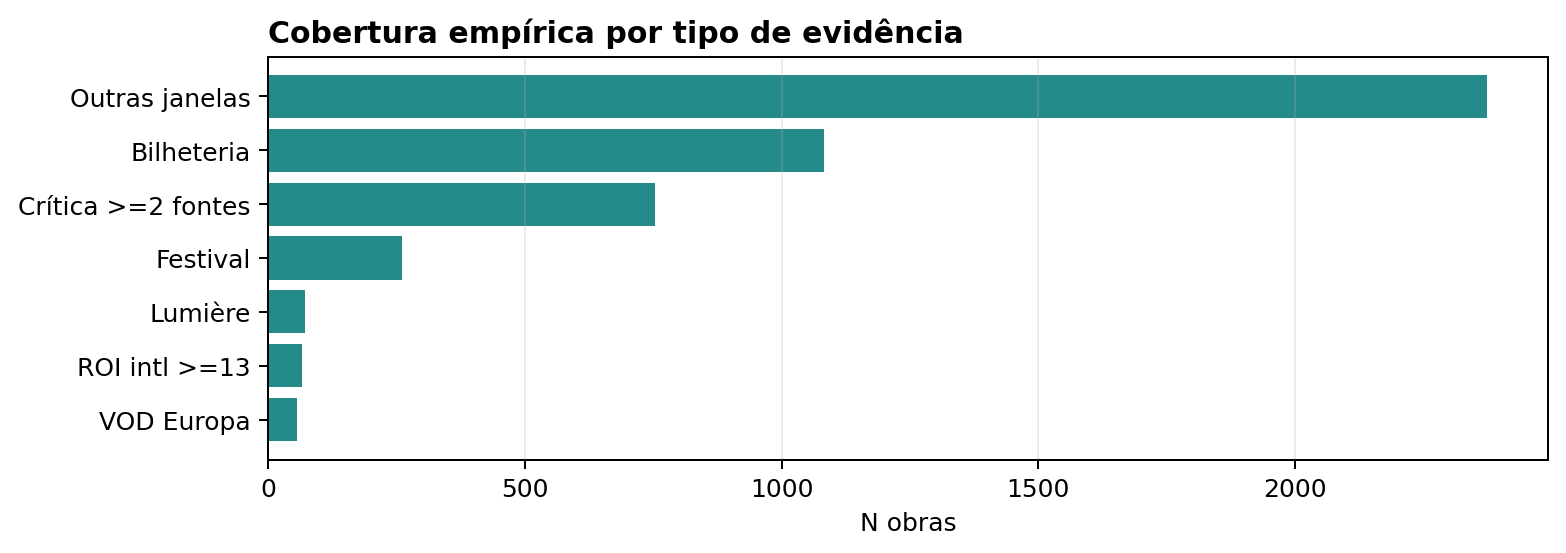 Cobertura empírica por tipo de evidência
Outras janelas
Bilheteria
Crítica >=2 fontes
Festival
Lumière
ROI intl >=13
VOD Europa
0 500 1000 1500 2000
N obras